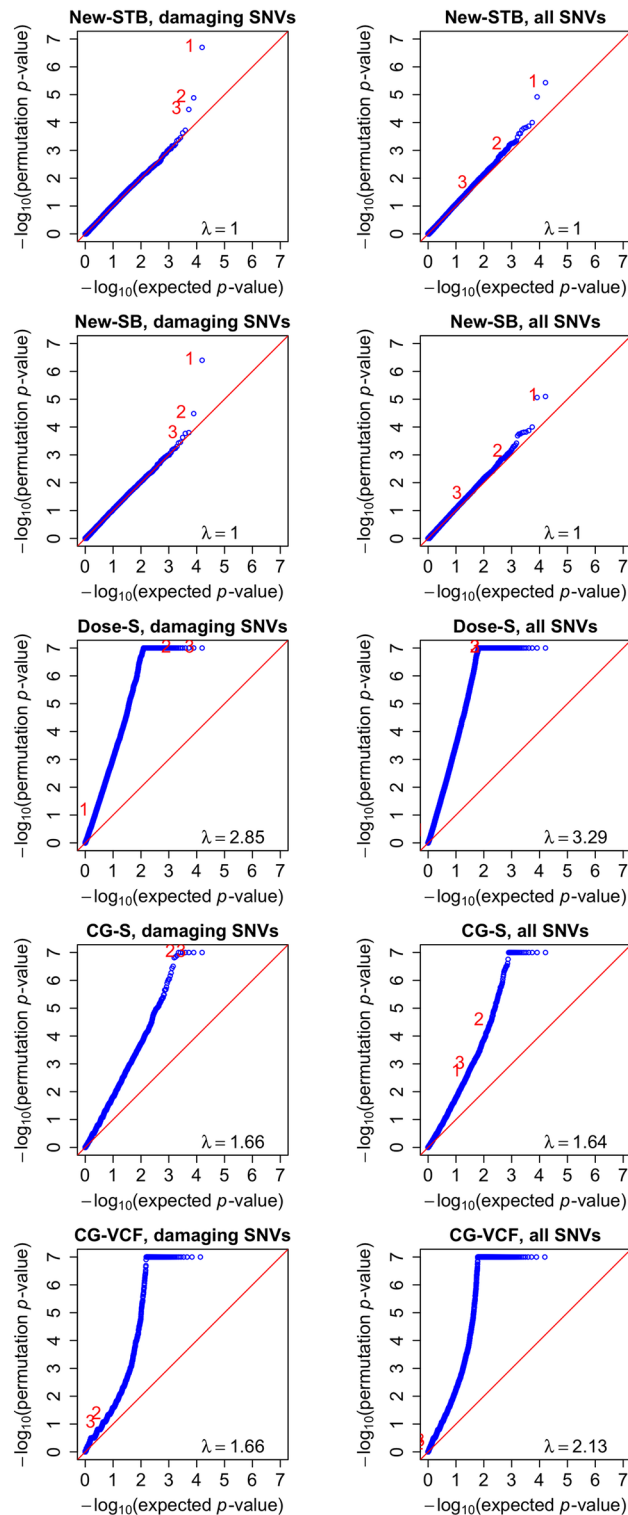 New-STB, damaging SNVs
−log10(permutation p-value)
7
6
5
4
3
2
1
0
1
2
3
λ = 1
0 1 2 3 4 5 6 7
−log10(expected p-value)
New-STB, all SNVs
−log10(permutation p-value)
7
6
5
4
3
2
1
0
1
2
3
λ = 1
0 1 2 3 4 5 6 7
−log10(expected p-value)
New-SB, damaging SNVs
−log10(permutation p-value)
7
6
5
4
3
2
1
0
1
2
3
λ = 1
0 1 2 3 4 5 6 7
−log10(expected p-value)
New-SB, all SNVs
−log10(permutation p-value)
7
6
5
4
3
2
1
0
1
2
3
λ = 1
0 1 2 3 4 5 6 7
−log10(expected p-value)
Dose-S, damaging SNVs
−log10(permutation p-value)
7
6
5
4
3
2
1
0
2 3
1
λ = 2.85
0 1 2 3 4 5 6 7
−log10(expected p-value)
Dose-S, all SNVs
−log10(permutation p-value)
7
6
5
4
3
2
1
0
λ = 3.29
0 1 2 3 4 5 6 7
−log10(expected p-value)
CG-S, damaging SNVs
−log10(permutation p-value)
7
6
5
4
3
2
1
0
23
λ = 1.66
0 1 2 3 4 5 6 7
−log10(expected p-value)
CG-S, all SNVs
−log10(permutation p-value)
7
6
5
4
3
2
1
0
2
3
1
λ = 1.64
0 1 2 3 4 5 6 7
−log10(expected p-value)
CG-VCF, damaging SNVs
−log10(permutation p-value)
7
6
5
4
3
2
1
0
2
3
λ = 1.66
0 1 2 3 4 5 6 7
−log10(expected p-value)
CG-VCF, all SNVs
−log10(permutation p-value)
7
6
5
4
3
2
1
0
λ = 2.13
0 1 2 3 4 5 6 7
−log10(expected p-value)